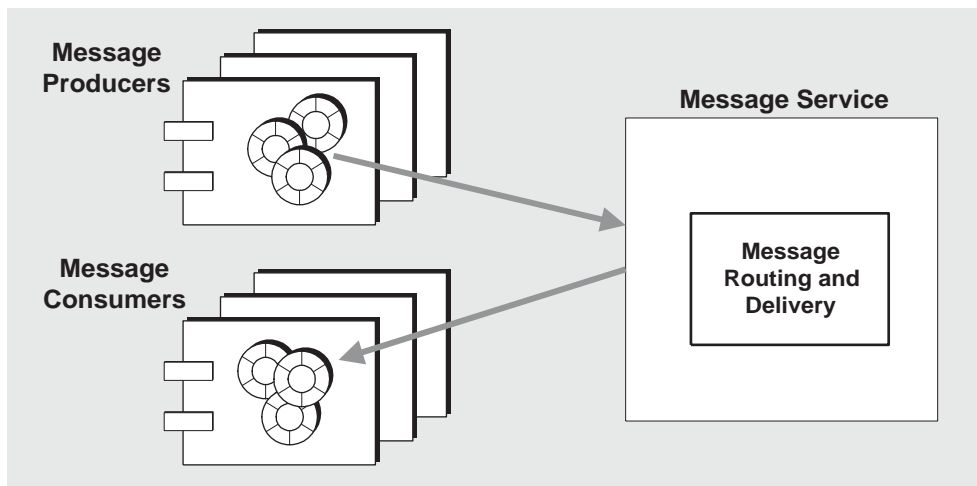 Message
Producers
Message Service
Message
Routing and
Delivery
Message
Consumers